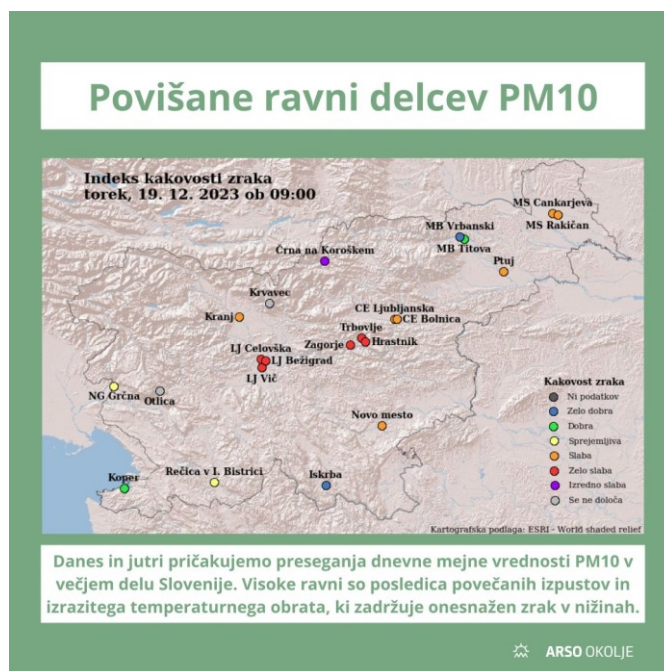 Povišane ravni delcev PM10
Indeks kakovosti zraka
torek, 19. 12. 2023 ob 09:00
MS Cankarjeva
MS Rakičan
MB Vrbanski
MB Titova
Ptuj
Črna na Koroškem
Krvavec
Kranj
CE Ljubljanska
CE Bolnica
Trbovlje
Zagorje
Hrastnik
LJ Celovška
LJ Bežigrad
LJ Vič
NG Grčna
Otlica
Novo mesto
Koper
Rečica v I. Bistrici
Iskrba
Kakovost zraka
Ni podatkov
Zelo dobra
Dobra
Sprejemljiva
Slaba
Zelo slaba
Izredno slaba
Se ne določa
Kartografska podlaga: ESRI - World shaded relief
Danes in jutri pričakujemo preseganja dnevne mejne vrednosti PM10 v
večjem delu Slovenije. Visoke ravni so posledica povečanih izpustov in
izrazitega temperaturnega obrata, ki zadržuje onesnažen zrak v nižinah.
ARSO OKOLJE